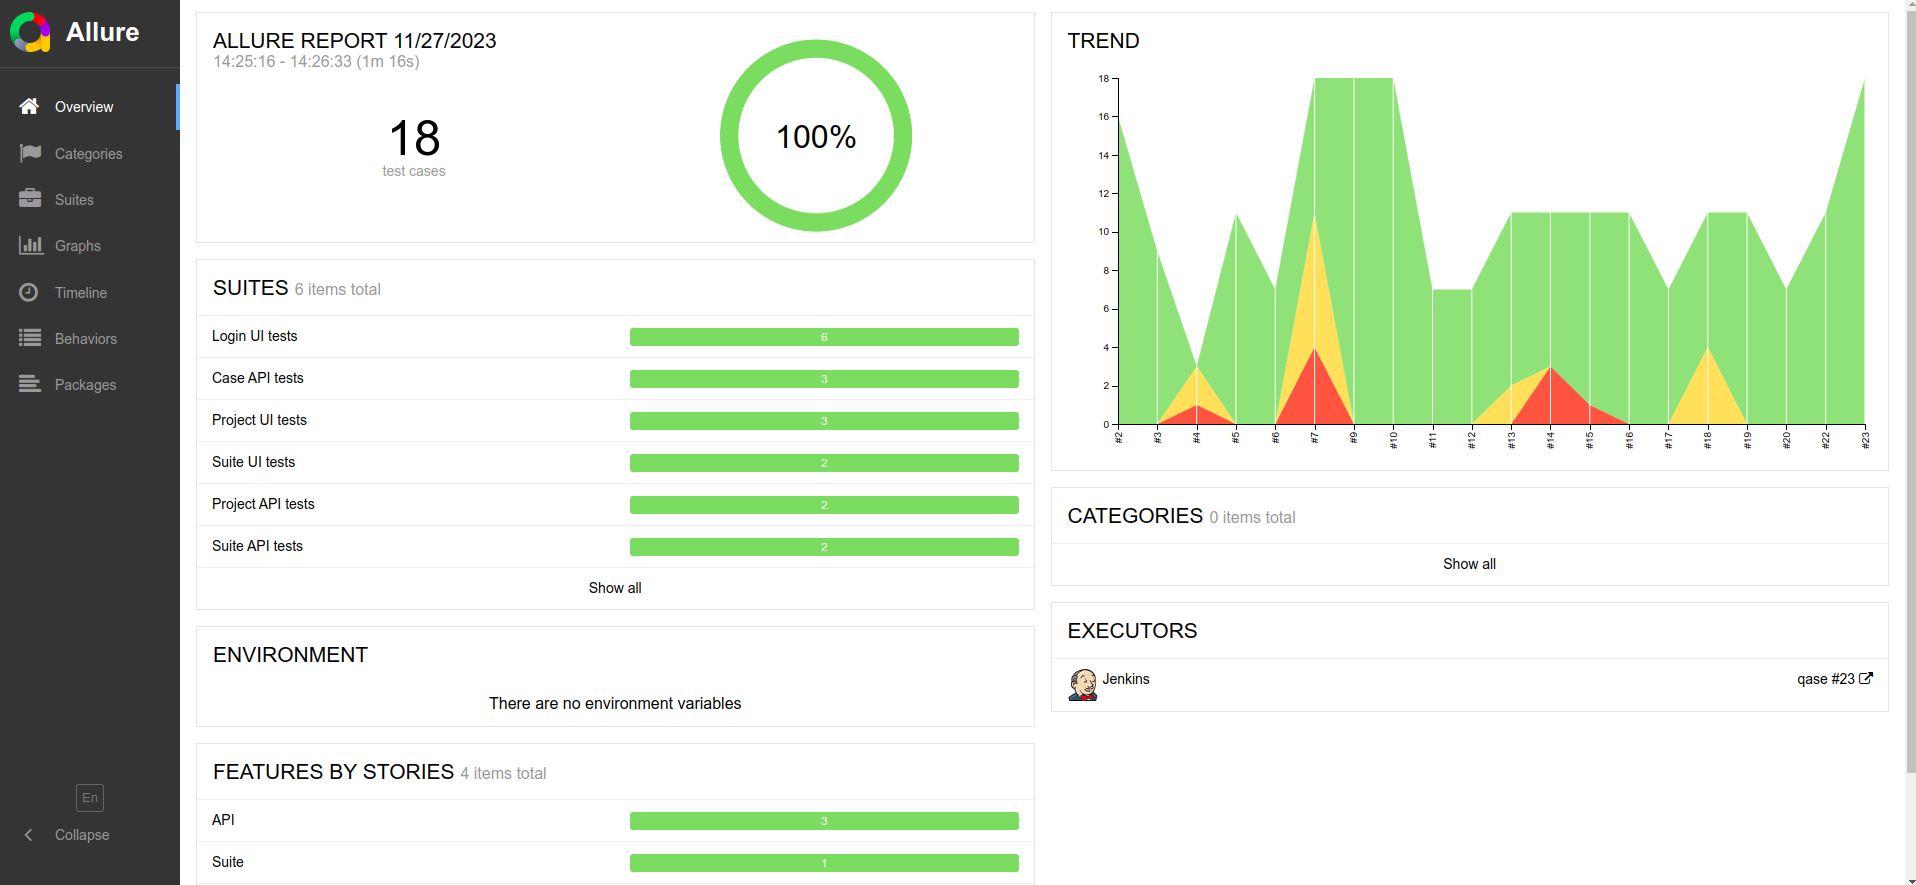 Allure
Overview
Categories
Suites
Graphs
Timeline
Behaviors
Packages
En
Collapse
ALLURE REPORT 11/27/2023
14:25:16 - 14:26:33 (1m 16s)
18
test cases
100%
SUITES 6 items total
Login UI tests 6
Case API tests 3
Project UI tests 3
Suite UI tests 2
Project API tests 2
Suite API tests 2
Show all
ENVIRONMENT
There are no environment variables
FEATURES BY STORIES 4 items total
API 3
Suite 1
TREND
18
16
14
12
10
8
6
4
2
0
#2 #3 #4 #5 #6 #7 #9 #10 #11 #12 #13 #14 #15 #16 #17 #18 #19 #20 #22 #23
CATEGORIES 0 items total
Show all
EXECUTORS
Jenkins qase #23